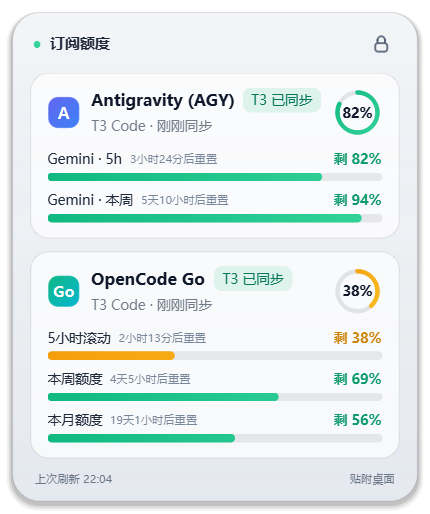 订阅额度
A
Antigravity (AGY) T3 已同步
T3 Code · 刚刚同步
82%
Gemini · 5h 3小时24分后重置 剩 82%
Gemini · 本周 5天10小时后重置 剩 94%
Go
OpenCode Go T3 已同步
T3 Code · 刚刚同步
38%
5小时滚动 2小时13分后重置 剩 38%
本周额度 4天5小时后重置 剩 69%
本月额度 19天1小时后重置 剩 56%
上次刷新 22:04 贴附桌面